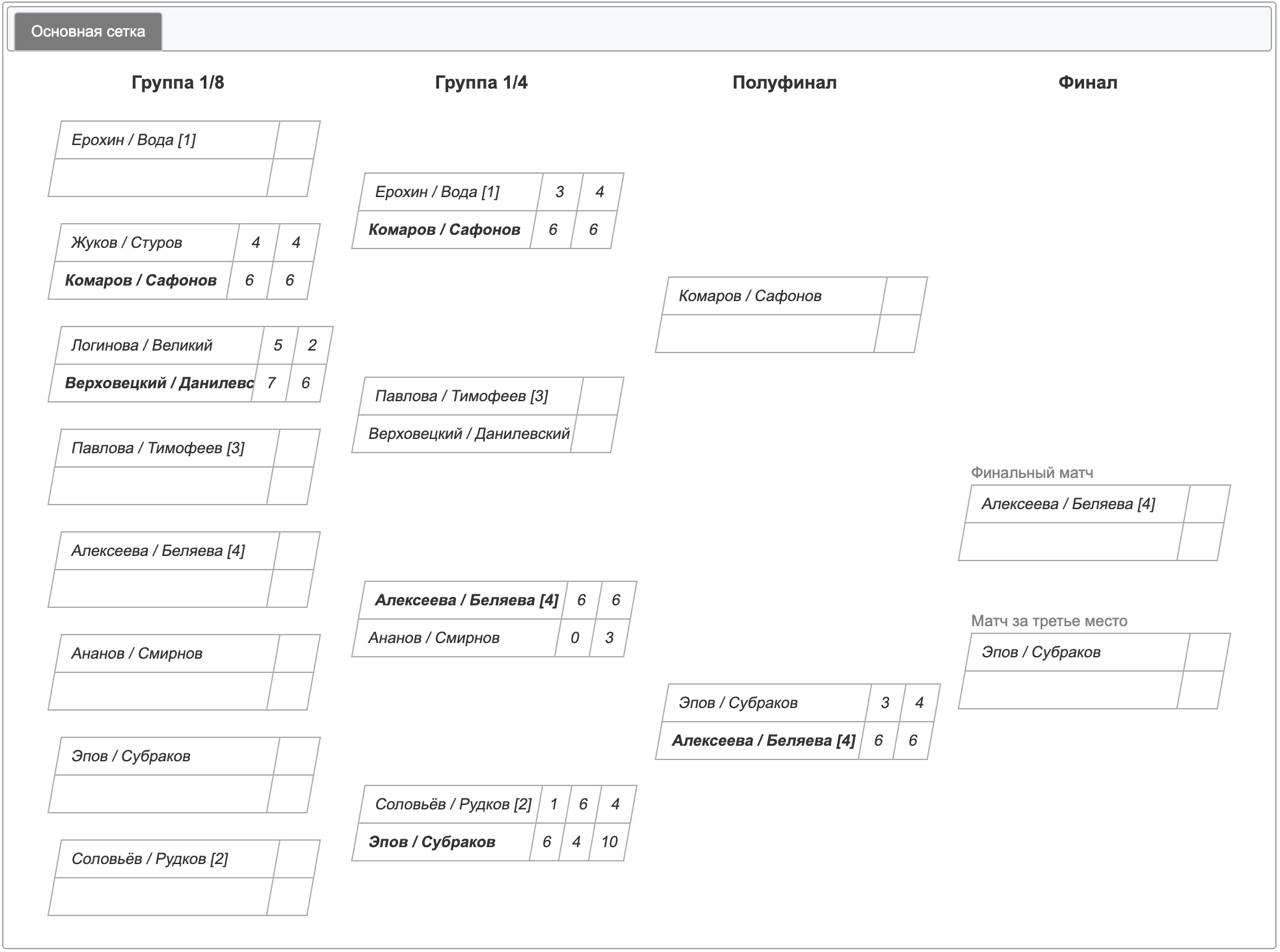 Основная сетка
Группа 1/8
Группа 1/4
Полуфинал
Финал
Ерохин / Вода [1]
Жуков / Стуров 4 4
Комаров / Сафонов 6 6
Логинова / Великий 5 2
Верховецкий / Данилевс 7 6
Павлова / Тимофеев [3]
Алексеева / Беляева [4]
Ананов / Смирнов
Эпов / Субраков
Соловьёв / Рудков [2]
Ерохин / Вода [1] 3 4
Комаров / Сафонов 6 6
Павлова / Тимофеев [3]
Верховецкий / Данилевский
Алексеева / Беляева [4] 6 6
Ананов / Смирнов 0 3
Соловьёв / Рудков [2] 1 6 4
Эпов / Субраков 6 4 10
Комаров / Сафонов
Эпов / Субраков 3 4
Алексеева / Беляева [4] 6 6
Финальный матч
Алексеева / Беляева [4]
Матч за третье место
Эпов / Субраков